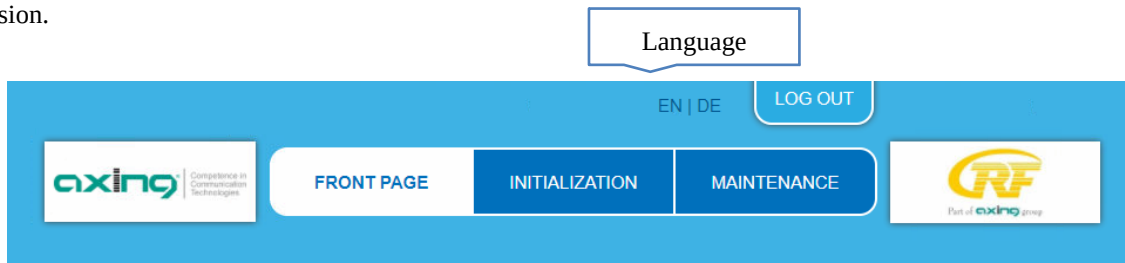 sion.
Language
EN | DE
LOG OUT
axing
Competence in
Communication
Technologies
FRONT PAGE
INITIALIZATION
MAINTENANCE
RF
Part of axing group